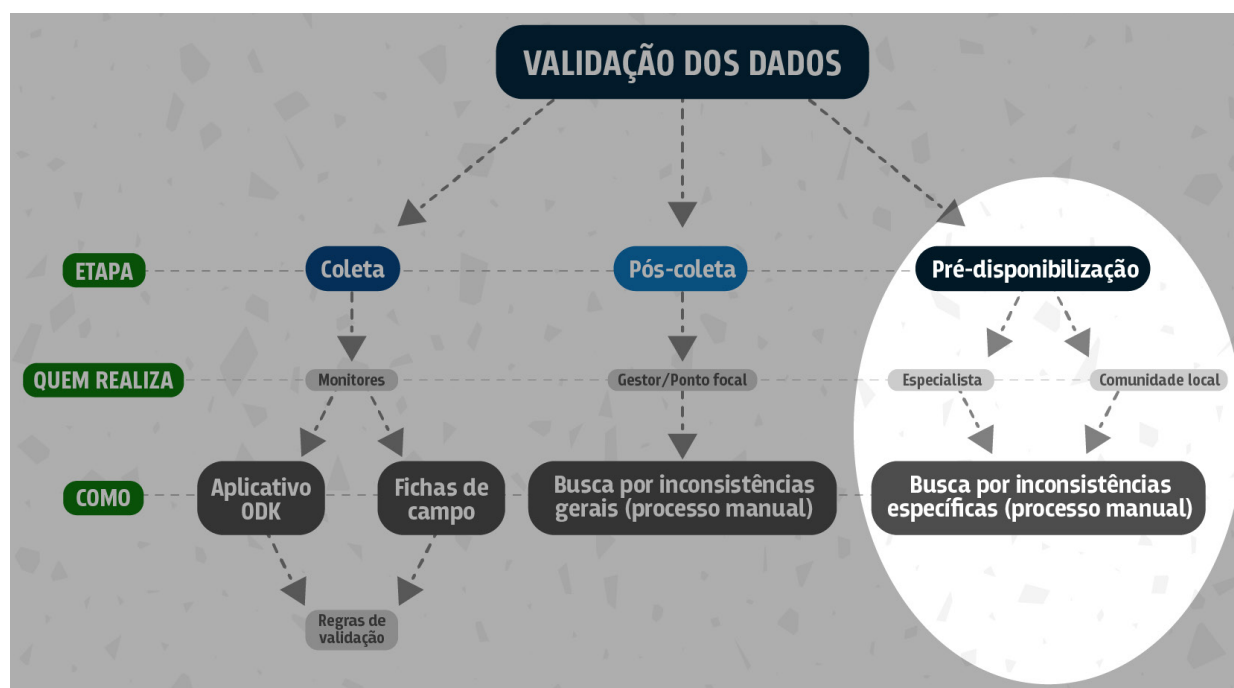 VALIDAÇÃO DOS DADOS
ETAPA
Coleta
Pós-coleta
Pré-disponibilização
QUEM REALIZA
Monitores
Gestor/Ponto focal
Especialista
Comunidade local
COMO
Aplicativo
ODK
Fichas de
campo
Busca por inconsistências
gerais (processo manual)
Busca por inconsistências
específicas (processo manual)
Regras de
validação